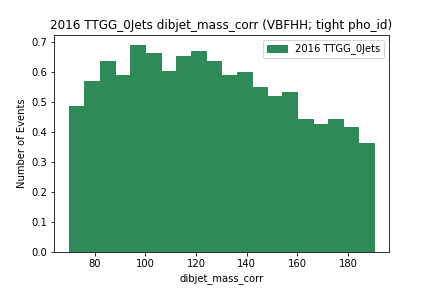 2016 TTGG_0Jets dibjet_mass_corr (VBFHH; tight pho_id)
2016 TTGG_0Jets
Number of Events
0.7
0.6
0.5
0.4
0.3
0.2
0.1
0.0
80 100 120 140 160 180
dibjet_mass_corr